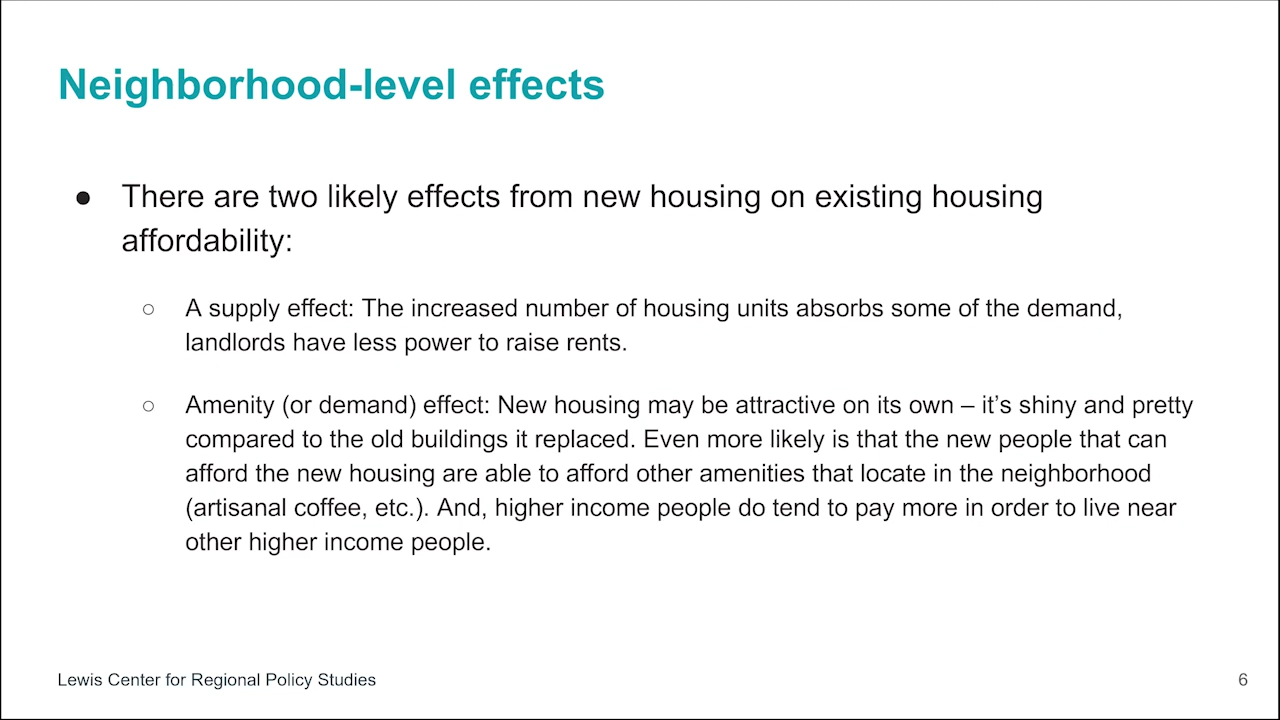 Neighborhood-level effects
● There are two likely effects from new housing on existing housing
affordability:
○ A supply effect: The increased number of housing units absorbs some of the demand,
landlords have less power to raise rents.
○ Amenity (or demand) effect: New housing may be attractive on its own – it’s shiny and pretty
compared to the old buildings it replaced. Even more likely is that the new people that can
afford the new housing are able to afford other amenities that locate in the neighborhood
(artisanal coffee, etc.). And, higher income people do tend to pay more in order to live near
other higher income people.
Lewis Center for Regional Policy Studies
6